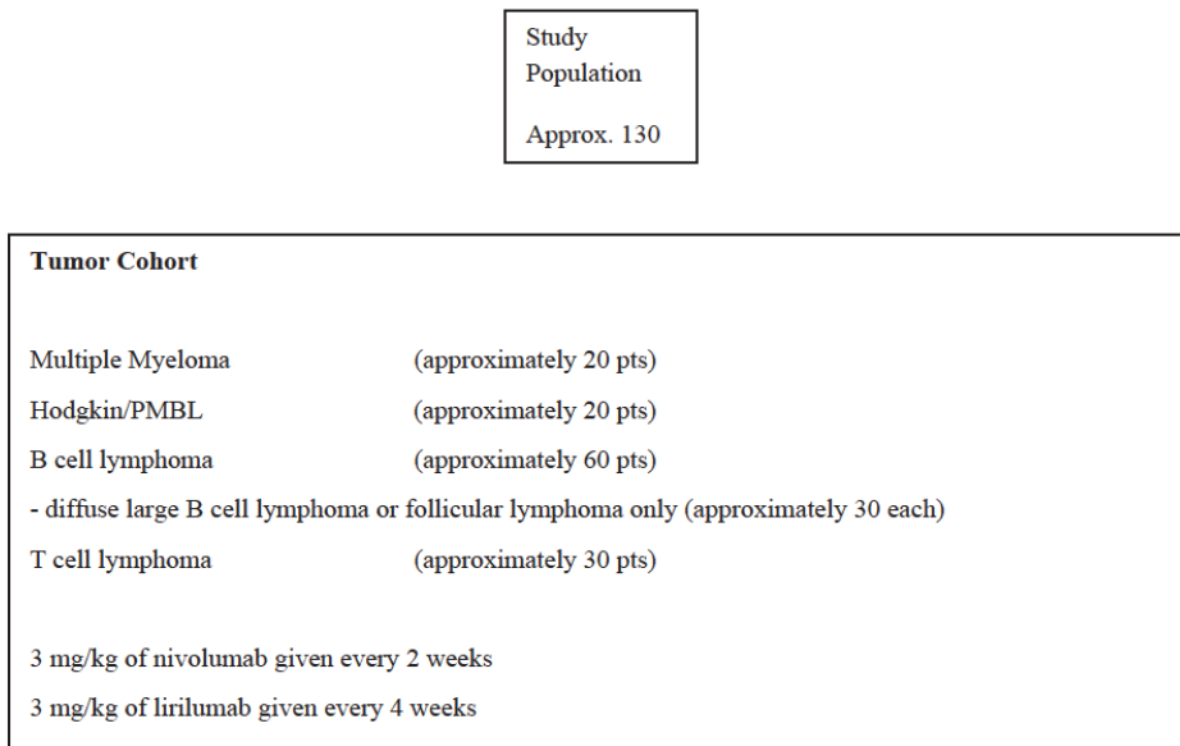 Study
Population
Approx. 130
Tumor Cohort
Multiple Myeloma (approximately 20 pts)
Hodgkin/PMBL (approximately 20 pts)
B cell lymphoma (approximately 60 pts)
- diffuse large B cell lymphoma or follicular lymphoma only (approximately 30 each)
T cell lymphoma (approximately 30 pts)
3 mg/kg of nivolumab given every 2 weeks
3 mg/kg of lirilumab given every 4 weeks